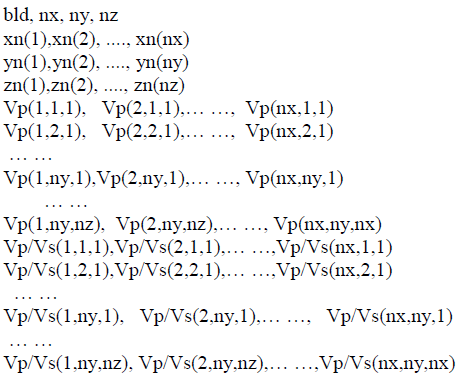 bld, nx, ny, nz
xn(1),xn(2), ...., xn(nx)
yn(1),yn(2), ...., yn(ny)
zn(1),zn(2), ...., zn(nz)
Vp(1,1,1), Vp(2,1,1),… …, Vp(nx,1,1)
Vp(1,2,1), Vp(2,2,1),… …, Vp(nx,2,1)
… …
Vp(1,ny,1),Vp(2,ny,1),… …, Vp(nx,ny,1)
… …
Vp(1,ny,nz), Vp(2,ny,nz),… …, Vp(nx,ny,nx)
Vp/Vs(1,1,1),Vp/Vs(2,1,1),… …,Vp/Vs(nx,1,1)
Vp/Vs(1,2,1),Vp/Vs(2,2,1),… …,Vp/Vs(nx,2,1)
… …
Vp/Vs(1,ny,1), Vp/Vs(2,ny,1),… …, Vp/Vs(nx,ny,1)
… …
Vp/Vs(1,ny,nz), Vp/Vs(2,ny,nz),… …,Vp/Vs(nx,ny,nx)